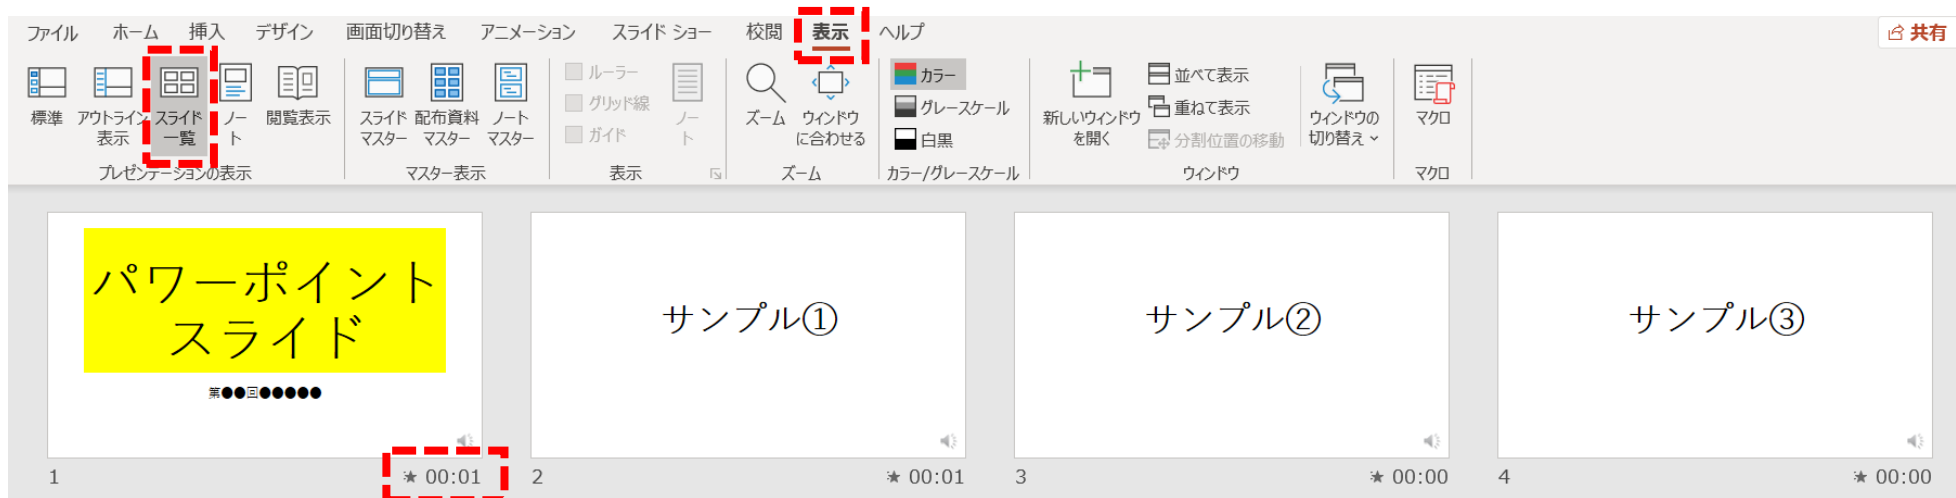 ファイル ホーム 挿入 デザイン 画面切り替え アニメーション スライド ショー 校閲 表示 ヘルプ 共有
標準
アウトライン
表示
スライド
一覧
ノー
ト
閲覧表示
プレゼンテーションの表示
スライド
マスター
配布資料
マスター
ノート
マスター
マスター表示
ルーラー
グリッド線
ガイド
ノー
ト
表示
ズーム
ウィンドウ
に合わせる
ズーム
カラー
グレースケール
白黒
カラー/グレースケール
新しいウィンドウ
を開く
並べて表示
重ねて表示
分割位置の移動
ウィンドウの
切り替え
ウィンドウ
マクロ
マクロ
パワーポイント
スライド
第●●回●●●●●
1 00:01
サンプル①
2 00:01
サンプル②
3 00:00
サンプル③
4 00:00